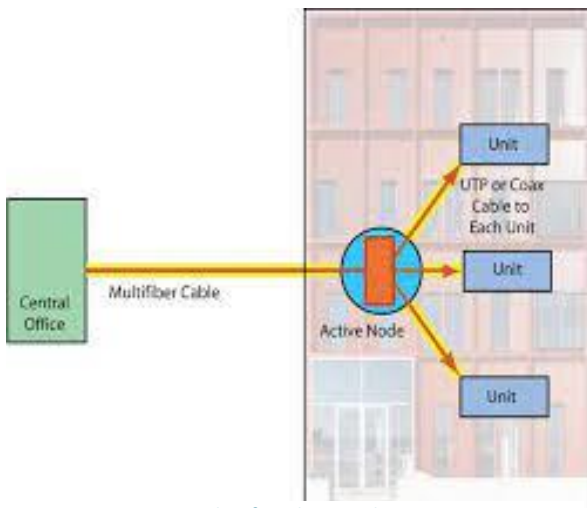 Unit
UTP or Coax
Cable to
Each Unit
Unit
Central
Office
Multifiber Cable
Active Node
Unit